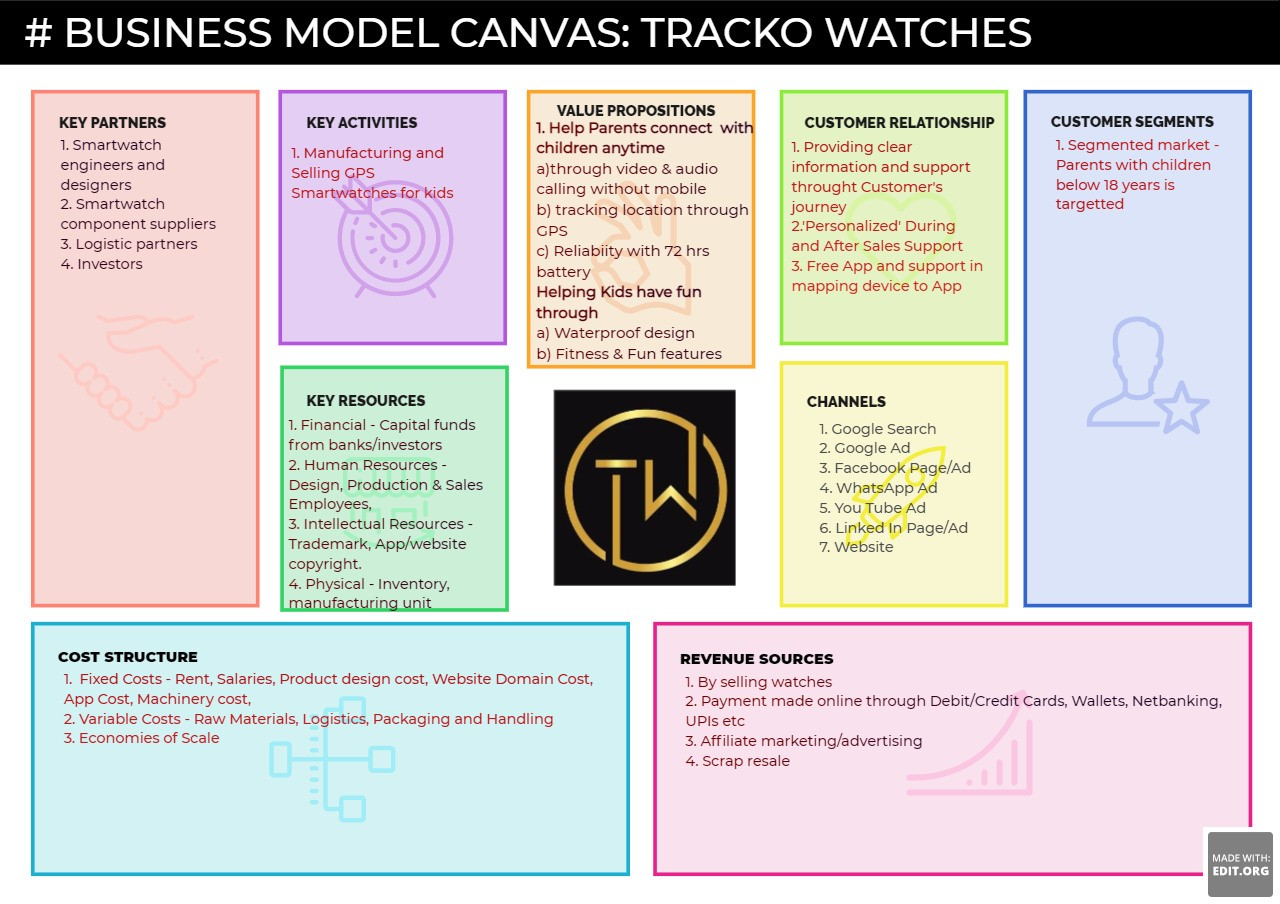 # BUSINESS MODEL CANVAS: TRACKO WATCHES
KEY PARTNERS
1. Smartwatch
engineers and
designers
2. Smartwatch
component suppliers
3. Logistic partners
4. Investors
KEY ACTIVITIES
1. Manufacturing and
Selling GPS
Smartwatches for kids
KEY RESOURCES
1. Financial - Capital funds
from banks/investors
2. Human Resources -
Design, Production & Sales
Employees,
3. Intellectual Resources -
Trademark, App/website
copyright.
4. Physical - Inventory,
manufacturing unit
VALUE PROPOSITIONS
1. Help Parents connect with
children anytime
a)through video & audio
calling without mobile
b) tracking location through
GPS
c) Reliabiity with 72 hrs
battery
Helping Kids have fun
through
a) Waterproof design
b) Fitness & Fun features
TW
CUSTOMER RELATIONSHIP
1. Providing clear
information and support
throught Customer's
journey
2.'Personalized' During
and After Sales Support
3. Free App and support in
mapping device to App
CHANNELS
1. Google Search
2. Google Ad
3. Facebook Page/Ad
4. WhatsApp Ad
5. You Tube Ad
6. Linked In Page/Ad
7. Website
CUSTOMER SEGMENTS
1. Segmented market -
Parents with children
below 18 years is
targetted
COST STRUCTURE
1. Fixed Costs - Rent, Salaries, Product design cost, Website Domain Cost,
App Cost, Machinery cost,
2. Variable Costs - Raw Materials, Logistics, Packaging and Handling
3. Economies of Scale
REVENUE SOURCES
1. By selling watches
2. Payment made online through Debit/Credit Cards, Wallets, Netbanking,
UPIs etc
3. Affiliate marketing/advertising
4. Scrap resale
MADE WITH:
EDIT.ORG